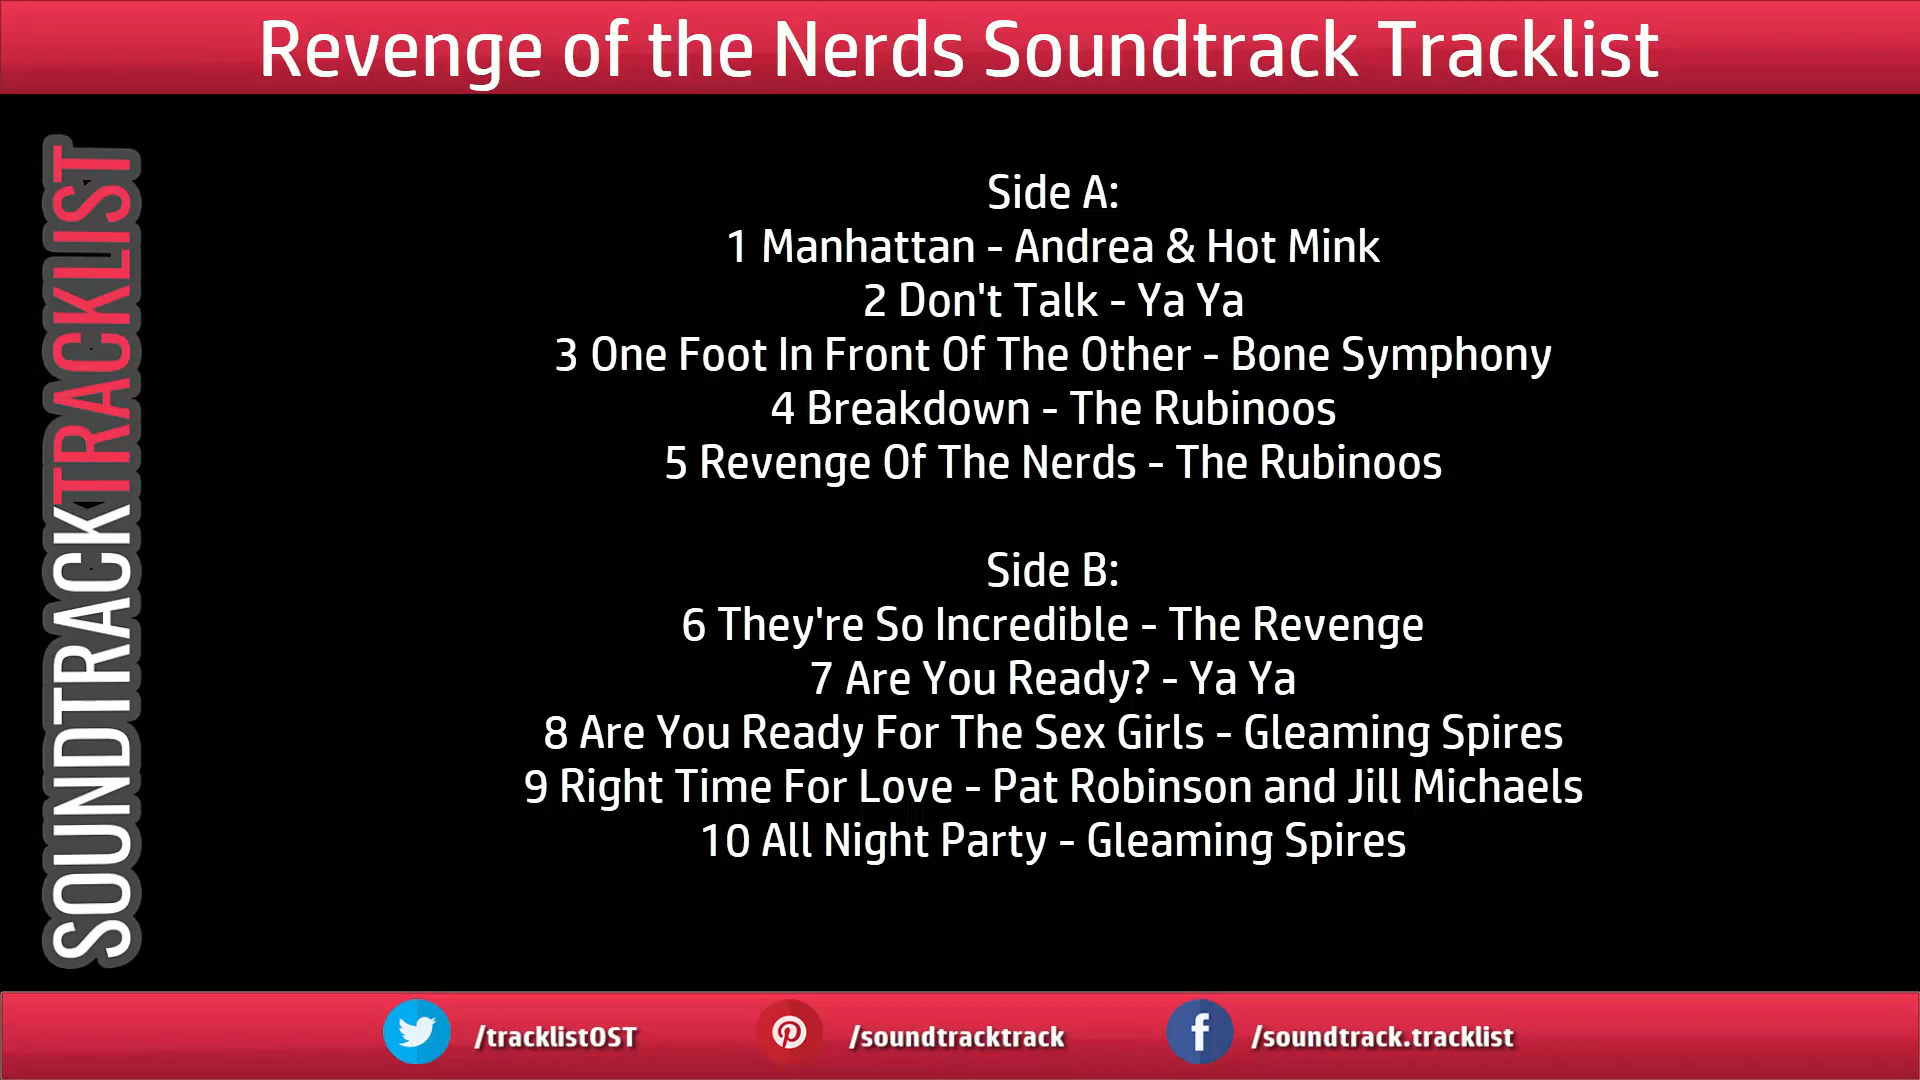 Revenge of the Nerds Soundtrack Tracklist
SOUNDTRACKTRACKLIST
Side A:
1 Manhattan - Andrea & Hot Mink
2 Don't Talk - Ya Ya
3 One Foot In Front Of The Other - Bone Symphony
4 Breakdown - The Rubinoos
5 Revenge Of The Nerds - The Rubinoos
Side B:
6 They're So Incredible - The Revenge
7 Are You Ready? - Ya Ya
8 Are You Ready For The Sex Girls - Gleaming Spires
9 Right Time For Love - Pat Robinson and Jill Michaels
10 All Night Party - Gleaming Spires
/tracklistOST
/soundtracktrack
/soundtrack.tracklist